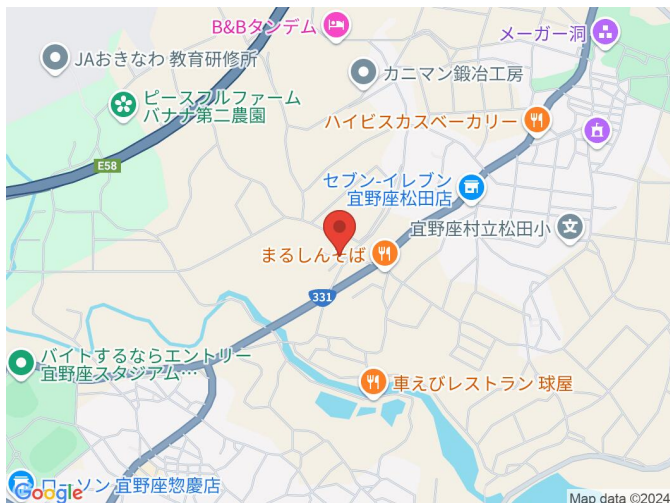 B&Bタンデム
メーガー洞
JAおきなわ 教育研修所
カニマン鍛冶工房
ピースフルファーム
バナナ第二農園
ハイビスカスベーカリー
E58
セブン-イレブン
宜野座松田店
宜野座村立松田小
文
まるしんそば
331
バイトするならエントリー
宜野座スタジアム…
車えびレストラン 球屋
ローソン 宜野座惣慶店
Google
Map data ©2024